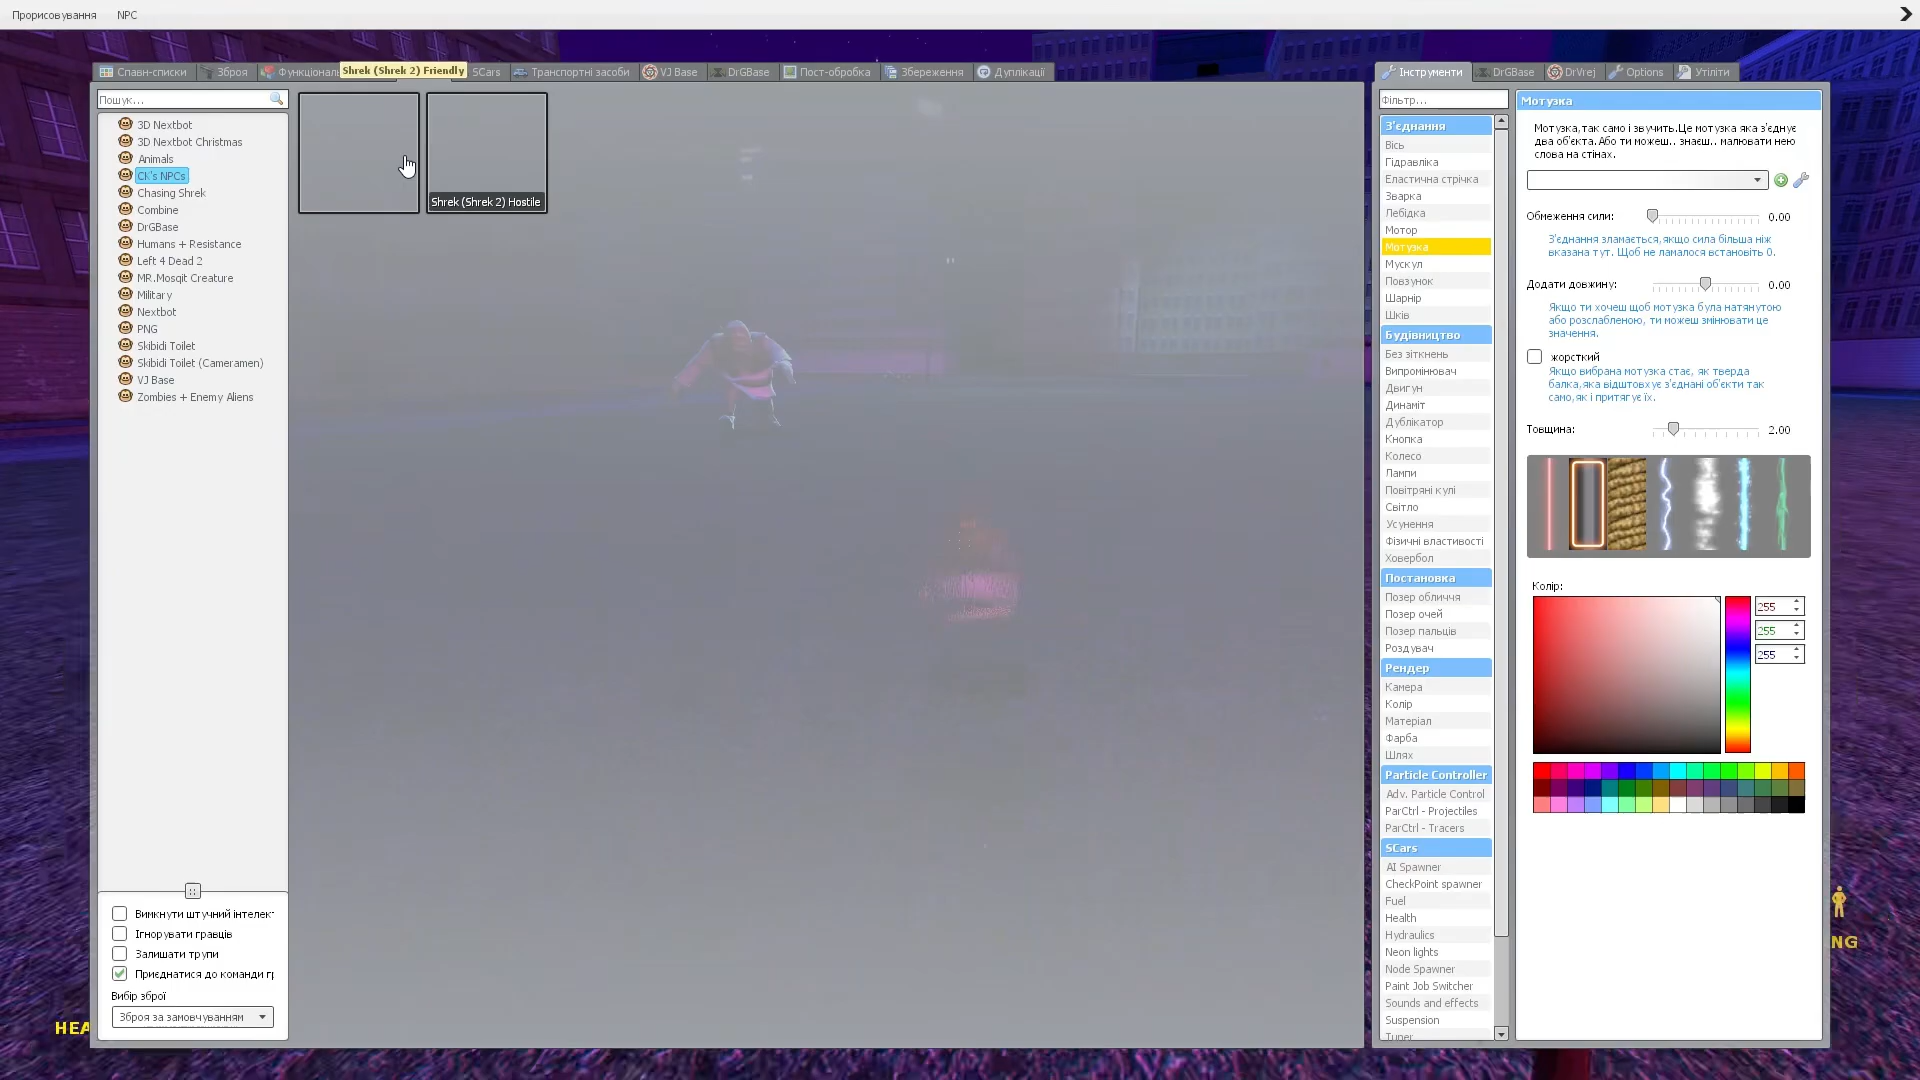 Прорисовування NPC
Спавн-списки Зброя Функціонал Shrek (Shrek 2) Friendly SCars Транспортні засоби VJ Base DrGBase Пост-обробка Збереження Дуплікації
Пошук...
3D Nextbot
3D Nextbot Christmas
Animals
CK's NPCs
Chasing Shrek
Combine
DrGBase
Humans + Resistance
Left 4 Dead 2
MR.Mosqit Creature
Military
Nextbot
PNG
Skibidi Toilet
Skibidi Toilet (Cameramen)
VJ Base
Zombies + Enemy Aliens
Shrek (Shrek 2) Hostile
Вимкнути штучний інтелект
Ігнорувати гравців
Залишати трупи
Приєднатися до команди гр
Вибір зброї
Зброя за замовчуванням
HEA
Інструменти DrGBase DrVrej Options Утіліти
Фільтр...
З'єднання
Вісь
Гідравліка
Еластична стрічка
Зварка
Лебідка
Мотор
Мотузка
Мускул
Повзунок
Шарнір
Шків
Будівництво
Без зіткнень
Випромінювач
Двигун
Динаміт
Дублікатор
Кнопка
Колесо
Лампи
Повітряні кулі
Світло
Усунення
Фізичні властивості
Ховербол
Постановка
Позер обличчя
Позер очей
Позер пальців
Роздувач
Рендер
Камера
Колір
Матеріал
Фарба
Шлях
Particle Controller
Adv. Particle Control
ParCtrl - Projectiles
ParCtrl - Tracers
SCars
AI Spawner
CheckPoint spawner
Fuel
Health
Hydraulics
Neon lights
Node Spawner
Paint Job Switcher
Sounds and effects
Suspension
Tuner
Мотузка
Мотузка,так само і звучить.Це мотузка яка з'єднує
два об'єкта. Або ти можеш.. знаєш.. малювати нею
слова на стінах.
Обмеження сили: 0.00
З'єднання зламається,якщо сила більша ніж
вказана тут. Щоб не ламалося встановіть 0.
Додати довжину: 0.00
Якщо ти хочеш щоб мотузка була натянутою
або розслабленою, ти можеш змінювати це
значення.
жорсткий
Якщо вибрана мотузка стає, як тверда
балка,яка відштовхує з'єднані об'єкти так
само,як і притягує їх.
Товщина: 2.00
Колір:
255
255
255
NG